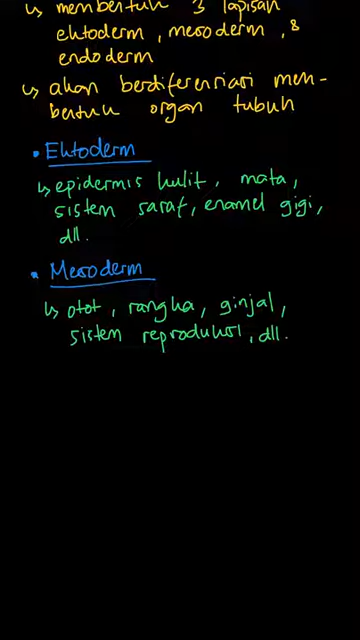 ↳ membentuk 3 lapisan
ektoderm, mesoderm, &
endoderm
↳ akan berdiferensiasi mem-
bentuk organ tubuh
• Ektoderm
↳ epidermis kulit, mata,
sistem saraf, enamel gigi,
dll.
• Mesoderm
↳ otot, rangka, ginjal,
sistem reproduksi, dll.